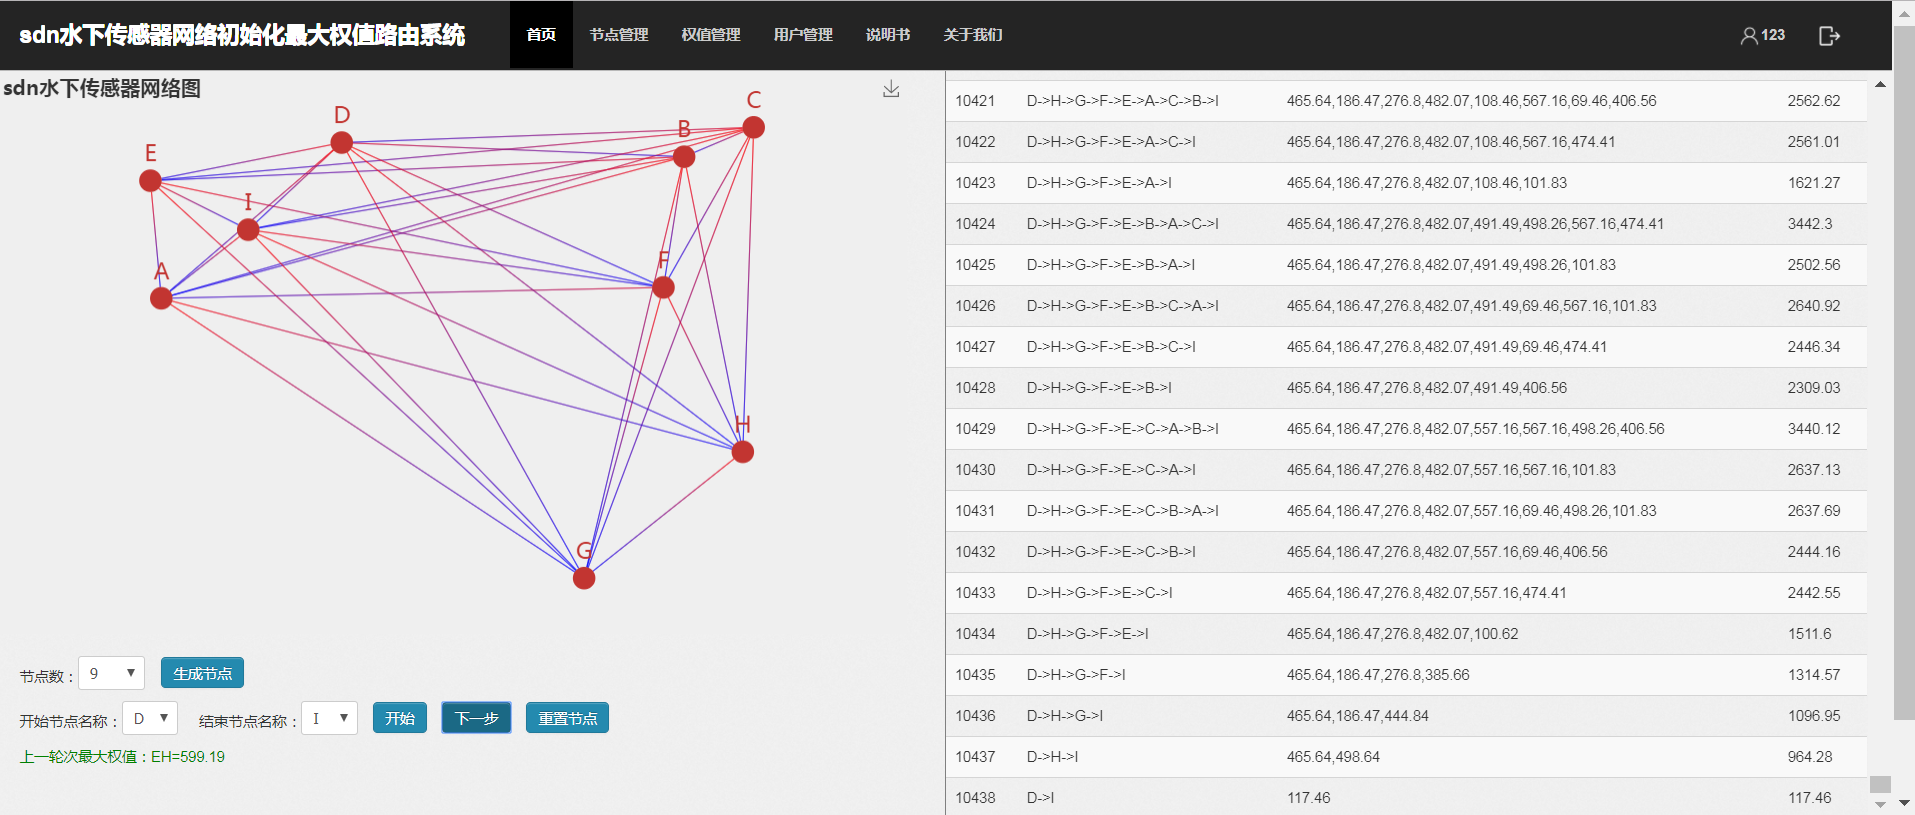 sdn水下传感器网络初始化最大权值路由系统 首页 节点管理 权值管理 用户管理 说明书 关于我们 123
sdn水下传感器网络图
C
D
B
E
I
F
A
H
G
节点数： 9 生成节点
开始节点名称： D 结束节点名称： I 开始 下一步 重置节点
上一轮次最大权值：EH=599.19
10421 D->H->G->F->E->A->C->B->I 465.64,186.47,276.8,482.07,108.46,567.16,69.46,406.56 2562.62
10422 D->H->G->F->E->A->C->I 465.64,186.47,276.8,482.07,108.46,567.16,474.41 2561.01
10423 D->H->G->F->E->A->I 465.64,186.47,276.8,482.07,108.46,101.83 1621.27
10424 D->H->G->F->E->B->A->C->I 465.64,186.47,276.8,482.07,491.49,498.26,567.16,474.41 3442.3
10425 D->H->G->F->E->B->A->I 465.64,186.47,276.8,482.07,491.49,498.26,101.83 2502.56
10426 D->H->G->F->E->B->C->A->I 465.64,186.47,276.8,482.07,491.49,69.46,567.16,101.83 2640.92
10427 D->H->G->F->E->B->C->I 465.64,186.47,276.8,482.07,491.49,69.46,474.41 2446.34
10428 D->H->G->F->E->B->I 465.64,186.47,276.8,482.07,491.49,406.56 2309.03
10429 D->H->G->F->E->C->A->B->I 465.64,186.47,276.8,482.07,557.16,567.16,498.26,406.56 3440.12
10430 D->H->G->F->E->C->A->I 465.64,186.47,276.8,482.07,557.16,567.16,101.83 2637.13
10431 D->H->G->F->E->C->B->A->I 465.64,186.47,276.8,482.07,557.16,69.46,498.26,101.83 2637.69
10432 D->H->G->F->E->C->B->I 465.64,186.47,276.8,482.07,557.16,69.46,406.56 2444.16
10433 D->H->G->F->E->C->I 465.64,186.47,276.8,482.07,557.16,474.41 2442.55
10434 D->H->G->F->E->I 465.64,186.47,276.8,482.07,100.62 1511.6
10435 D->H->G->F->I 465.64,186.47,276.8,385.66 1314.57
10436 D->H->G->I 465.64,186.47,444.84 1096.95
10437 D->H->I 465.64,498.64 964.28
10438 D->I 117.46 117.46